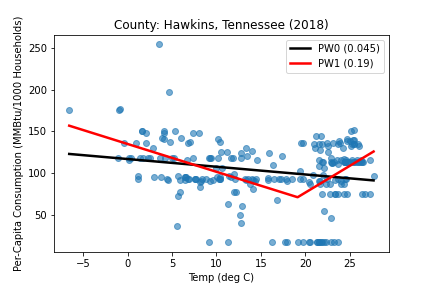 County: Hawkins, Tennessee (2018)
Per-Capita Consumption (MMBtu/1000 Households)
250
200
150
100
50
PW0 (0.045)
PW1 (0.19)
−5 0 5 10 15 20 25
Temp (deg C)